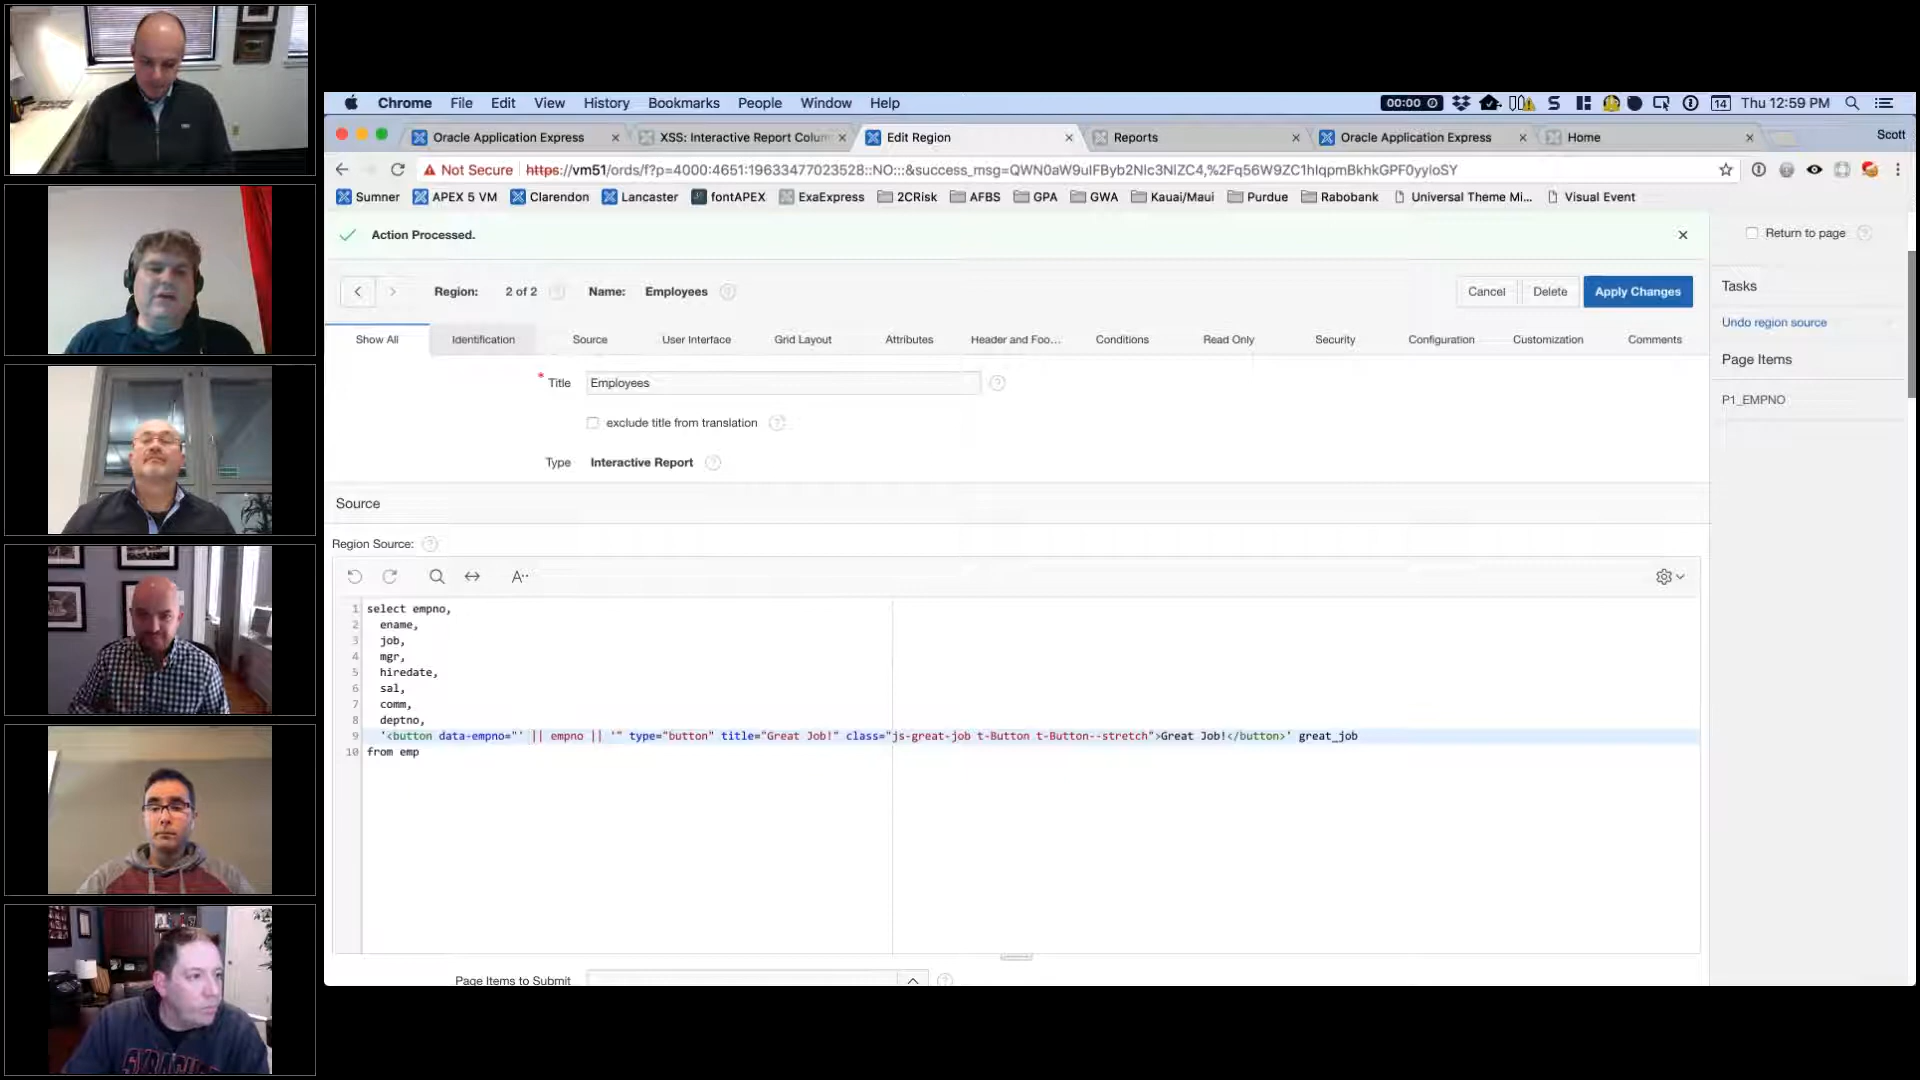 Chrome File Edit View History Bookmarks People Window Help
00:00 14 Thu 12:59 PM
Oracle Application Express XSS: Interactive Report Colum Edit Region Reports Oracle Application Express Home Scott
Not Secure https://vm51/ords/f?p=4000:4651:19633477023528::NO:::&success_msg=
Sumner APEX 5 VM Clarendon Lancaster fontAPEX ExaExpress 2CRisk AFBS GPA GWA Kauai/Maui Purdue Rabobank Universal Theme Mi... Visual Event
Action Processed.
Return to page
Region: 2 of 2 Name: Employees Cancel Delete Apply Changes
Tasks
Undo region source
Page Items
P1_EMPNO
Show All Identification Source User Interface Grid Layout Attributes Header and Foo... Conditions Read Only Security Configuration Customization Comments
* Title Employees
exclude title from translation
Type Interactive Report
Source
Region Source:
1 select empno,
2 ename,
3 job,
4 mgr,
5 hiredate,
6 sal,
7 comm,
8 deptno,
9 '<button data-empno="' || empno || '" type="button" title="Great Job!" class="js-great-job t-Button t-Button--stretch">Great Job!</button>' great_job
10 from emp
Page Items to Submit
SYRACUSE